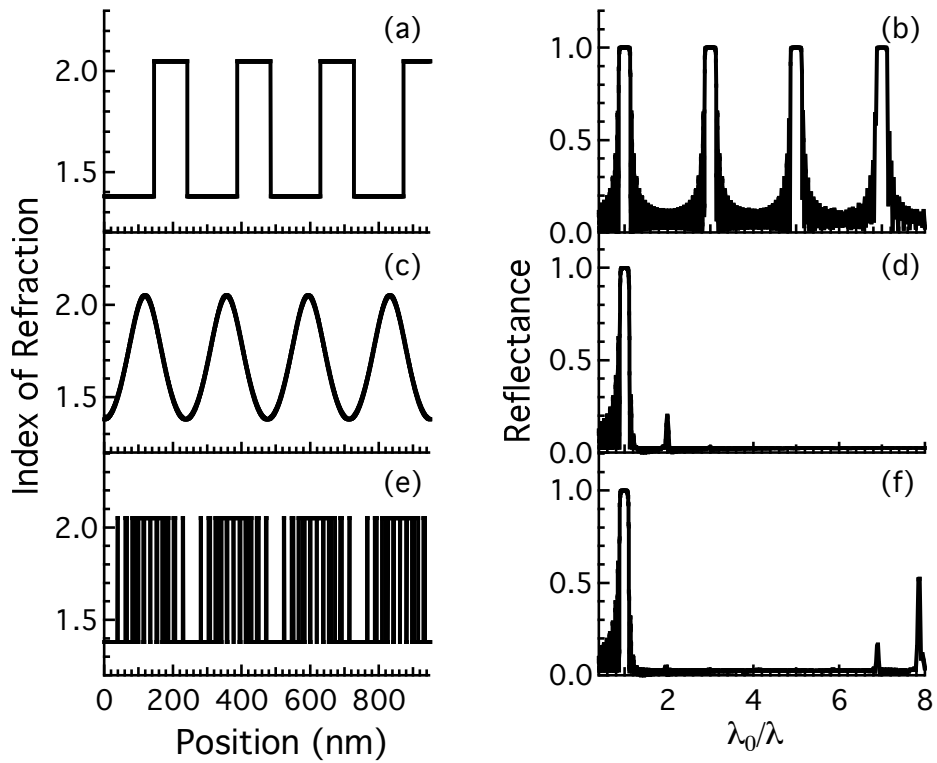 (a)
2.0
1.5
(b)
1.0
0.5
0.0
(c)
2.0
1.5
(d)
1.0
0.5
0.0
(e)
2.0
1.5
(f)
1.0
0.5
0.0
0 200 400 600 800
2 4 6 8
Index of Refraction
Reflectance
Position (nm)
λ₀/λ